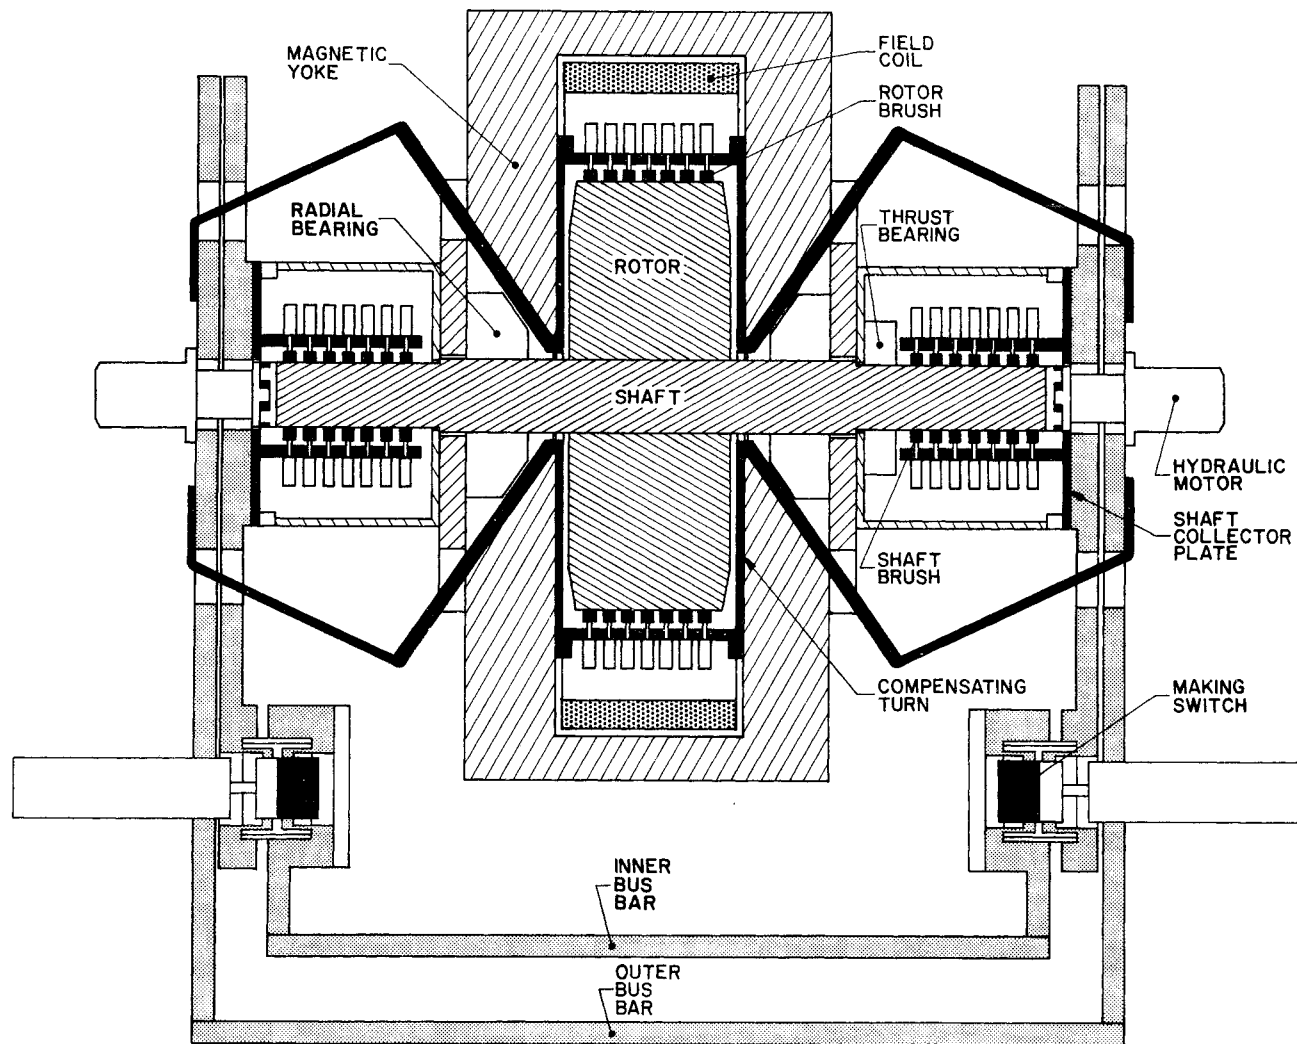 MAGNETIC
YOKE
FIELD
COIL
ROTOR
BRUSH
RADIAL
BEARING
THRUST
BEARING
ROTOR
SHAFT
HYDRAULIC
MOTOR
SHAFT
COLLECTOR
PLATE
SHAFT
BRUSH
COMPENSATING
TURN
MAKING
SWITCH
INNER
BUS
BAR
OUTER
BUS
BAR